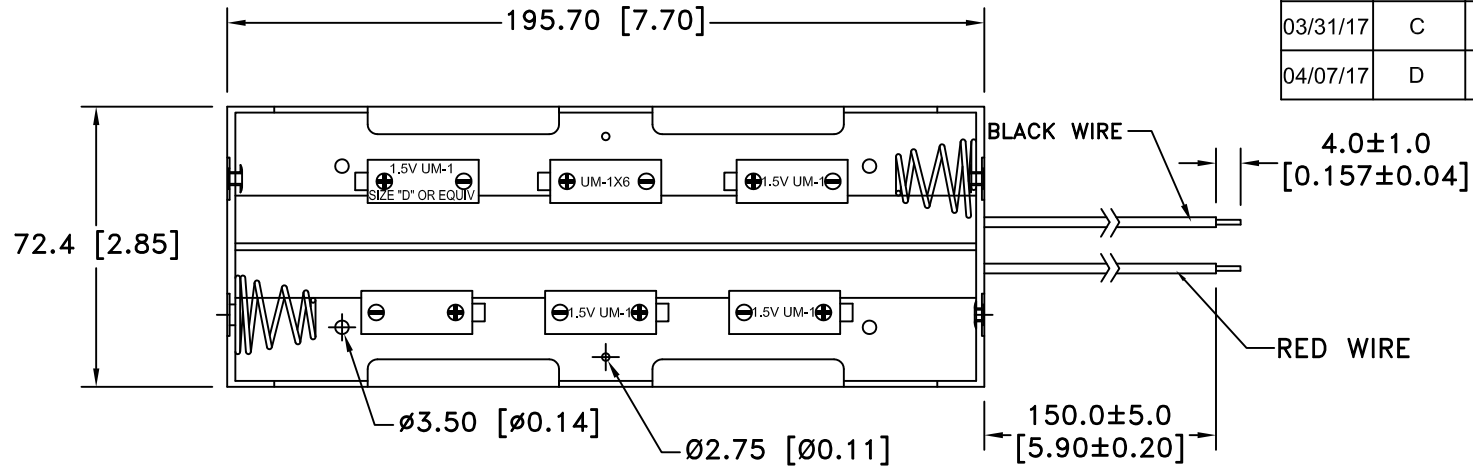 195.70 [7.70]
03/31/17 C
04/07/17 D
BLACK WIRE
4.0±1.0
[0.157±0.04]
1.5V UM-1
SIZE "D" OR EQUIV
UM-1X6
1.5V UM-1
72.4 [2.85]
1.5V UM-1
1.5V UM-1
RED WIRE
ø3.50 [ø0.14]
Ø2.75 [Ø0.11]
150.0±5.0
[5.90±0.20]